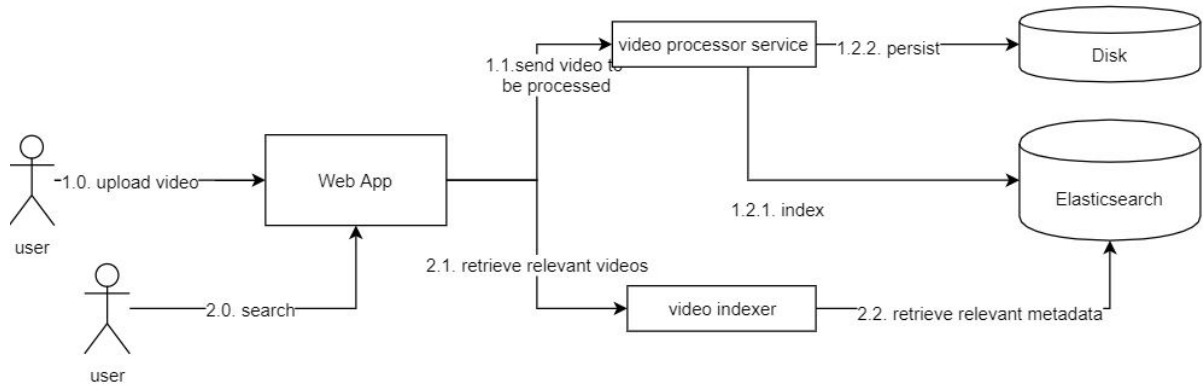 video processor service
1.2.2. persist
Disk
1.1.send video to
be processed
1.0. upload video
Web App
user
1.2.1. index
Elasticsearch
2.1. retrieve relevant videos
2.0. search
video indexer
2.2. retrieve relevant metadata
user